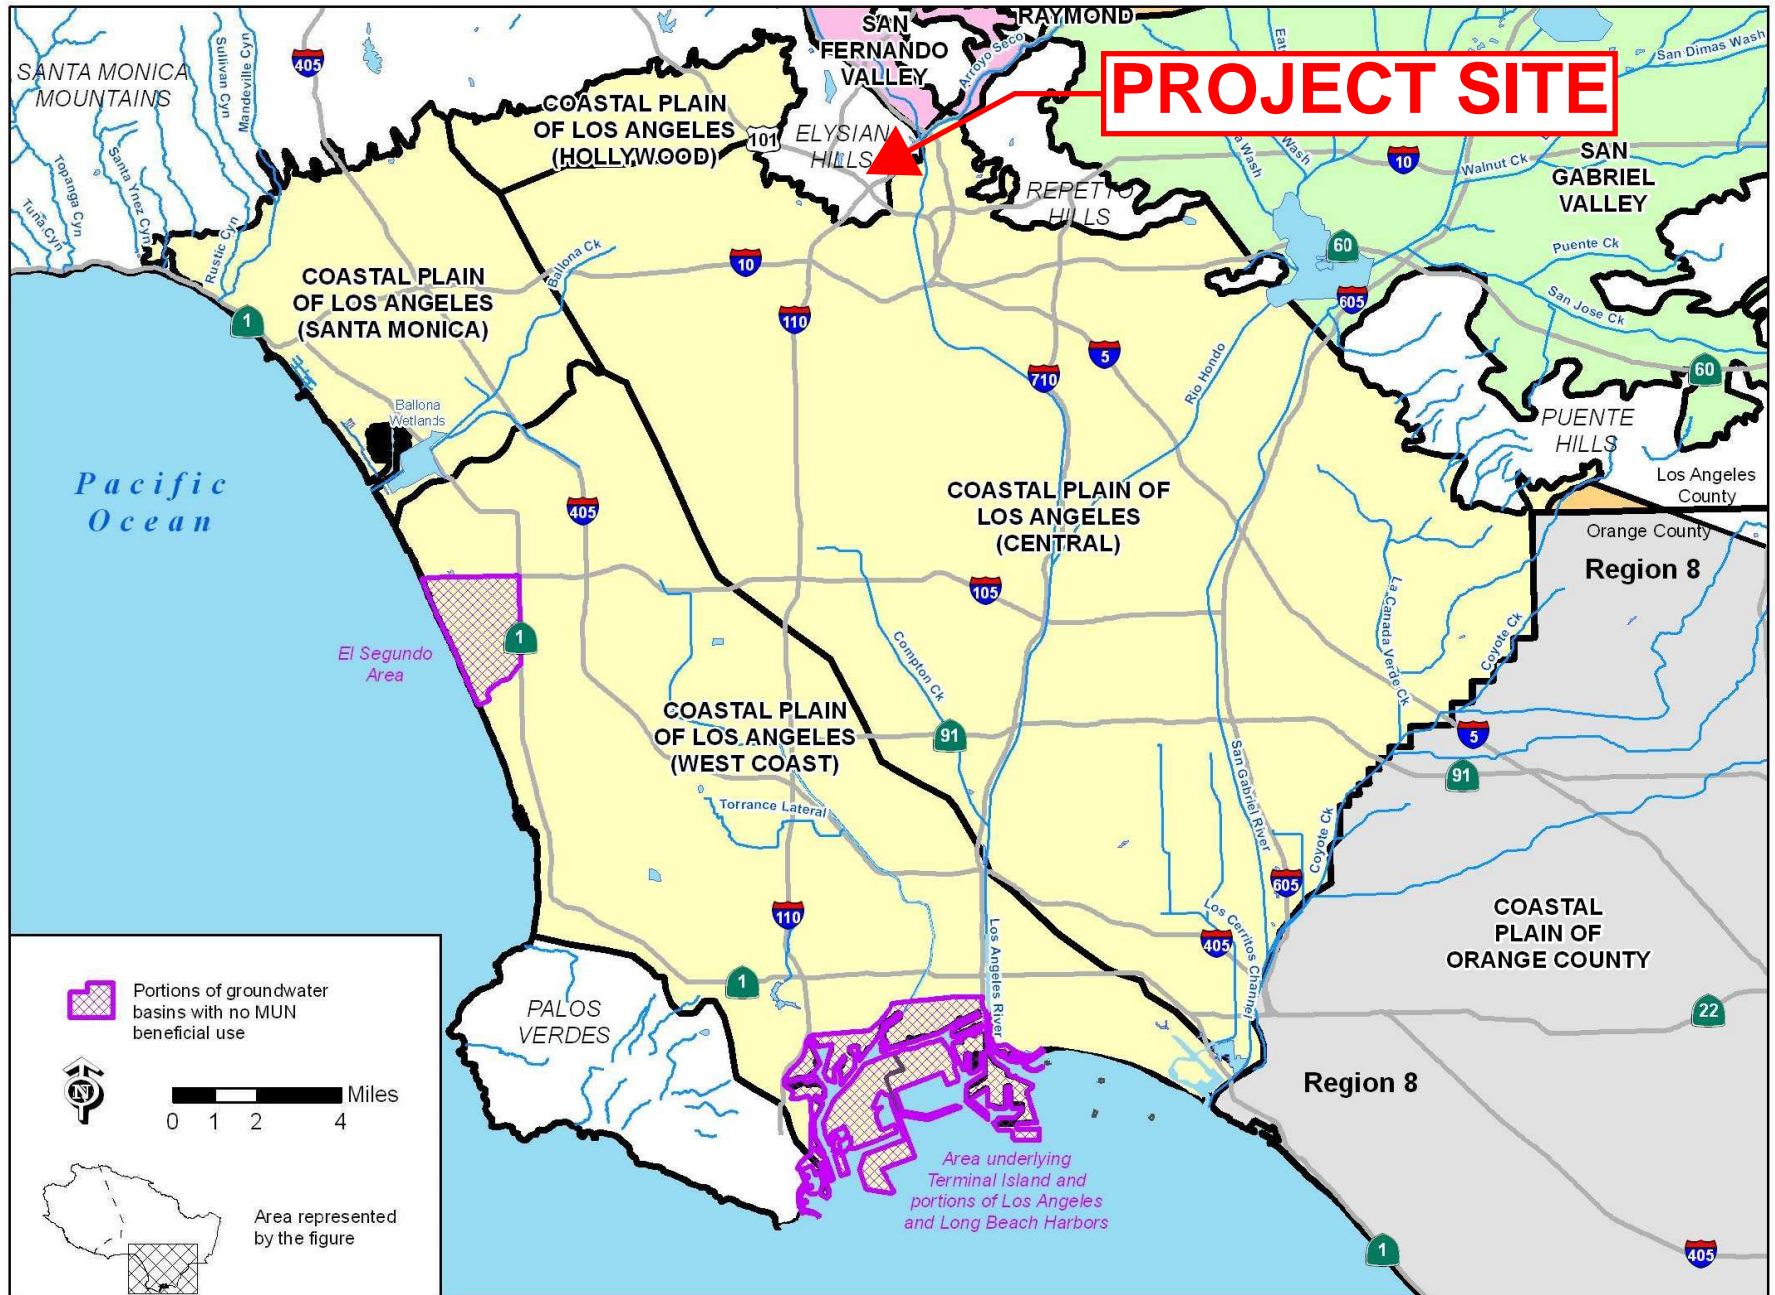 SAN
FERNANDO
VALLEY
RAYMOND
Arroyo Seco
San Dimas Wash
SANTA MONICA
MOUNTAINS
Sullivan Cyn
Mandeville Cyn
405
PROJECT SITE
COASTAL PLAIN
OF LOS ANGELES
(HOLLYWOOD)
101
ELYSIAN
HILLS
Wash
10
Walnut Ck
SAN
GABRIEL
VALLEY
REPETTO
HILLS
Topanga Cyn
Tuna Cyn
Santa Ynez Cyn
Rustic Cyn
Ballona Ck
10
60
Puente Ck
COASTAL PLAIN
OF LOS ANGELES
(SANTA MONICA)
1
110
605
San Jose Ck
5
710
Rio Hondo
60
Ballona
Wetlands
PUENTE
HILLS
Los Angeles
County
Orange County
Region 8
Pacific
Ocean
405
COASTAL PLAIN OF
LOS ANGELES
(CENTRAL)
105
La Canada Verde Ck
Coyote Ck
El Segundo
Area
1
Compton Ck
COASTAL PLAIN
OF LOS ANGELES
(WEST COAST)
91
5
91
San Gabriel River
Torrance Lateral
Coyote Ck
605
110
Los Angeles River
Los Cerritos Channel
405
COASTAL
PLAIN OF
ORANGE COUNTY
1
22
PALOS
VERDES
Region 8
Area underlying
Terminal Island and
portions of Los Angeles
and Long Beach Harbors
1
405
Portions of groundwater
basins with no MUN
beneficial use
N
Miles
0 1 2 4
Area represented
by the figure